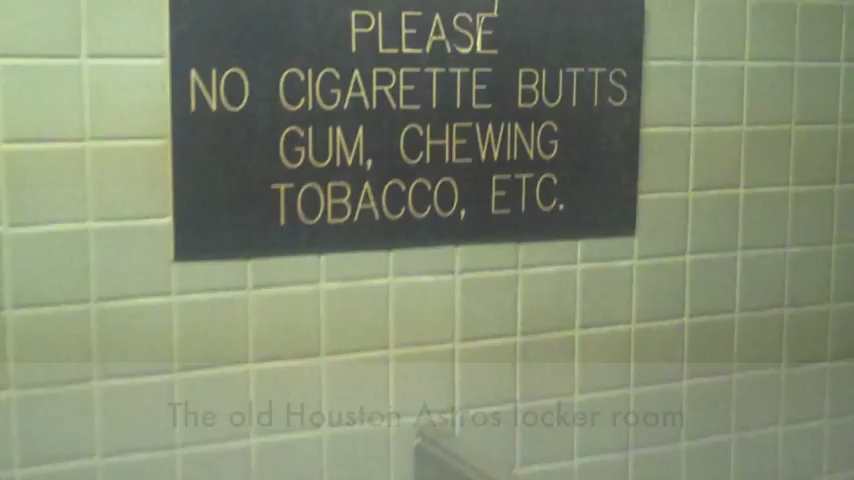 PLEASE
NO CIGARETTE BUTTS
GUM, CHEWING
TOBACCO, ETC.
The old Houston Astros locker room